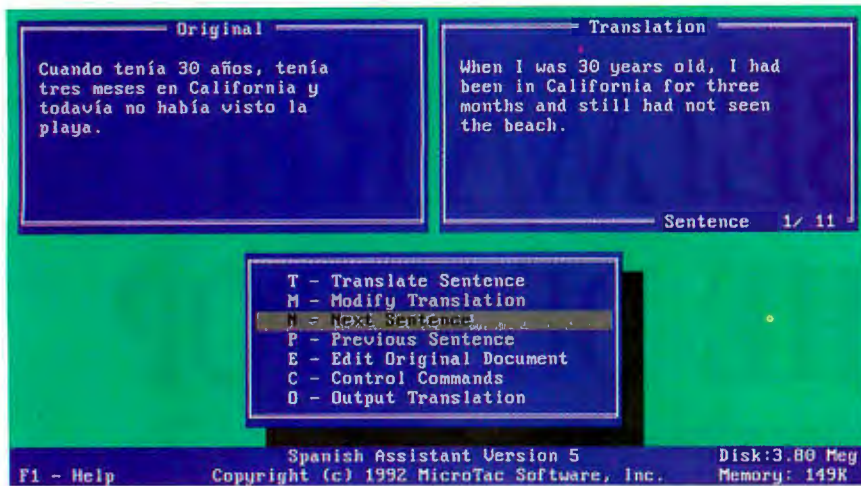 Original
Cuando tenía 30 años, tenía
tres meses en California y
todavía no había visto la
playa.
Translation
When I was 30 years old, I had
been in California for three
months and still had not seen
the beach.
Sentence 1/ 11
T - Translate Sentence
M - Modify Translation
N - Next Sentence
P - Previous Sentence
E - Edit Original Document
C - Control Commands
O - Output Translation
F1 - Help
Spanish Assistant Version 5
Copyright (c) 1992 MicroTac Software, Inc.
Disk:3.80 Meg
Memory: 149K